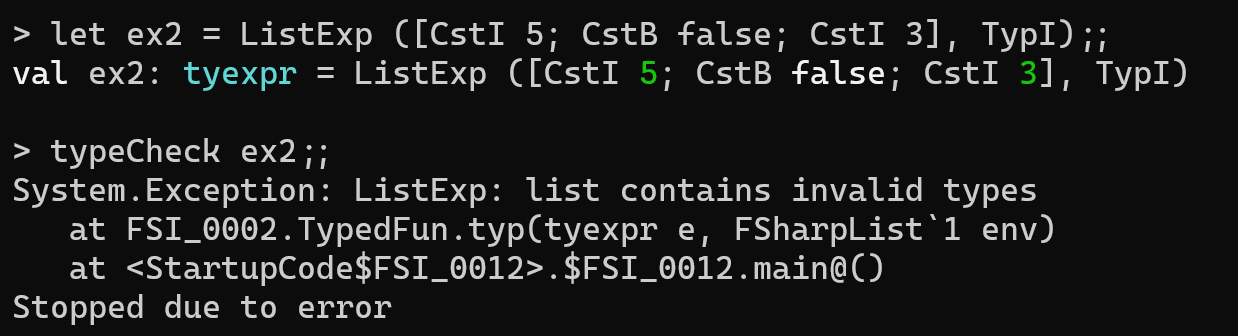 > let ex2 = ListExp ([CstI 5; CstB false; CstI 3], TypI);;
val ex2: tyexpr = ListExp ([CstI 5; CstB false; CstI 3], TypI)
> typeCheck ex2;;
System.Exception: ListExp: list contains invalid types
   at FSI_0002.TypedFun.typ(tyexpr e, FSharpList`1 env)
   at <StartupCode$FSI_0012>.$FSI_0012.main@()
Stopped due to error